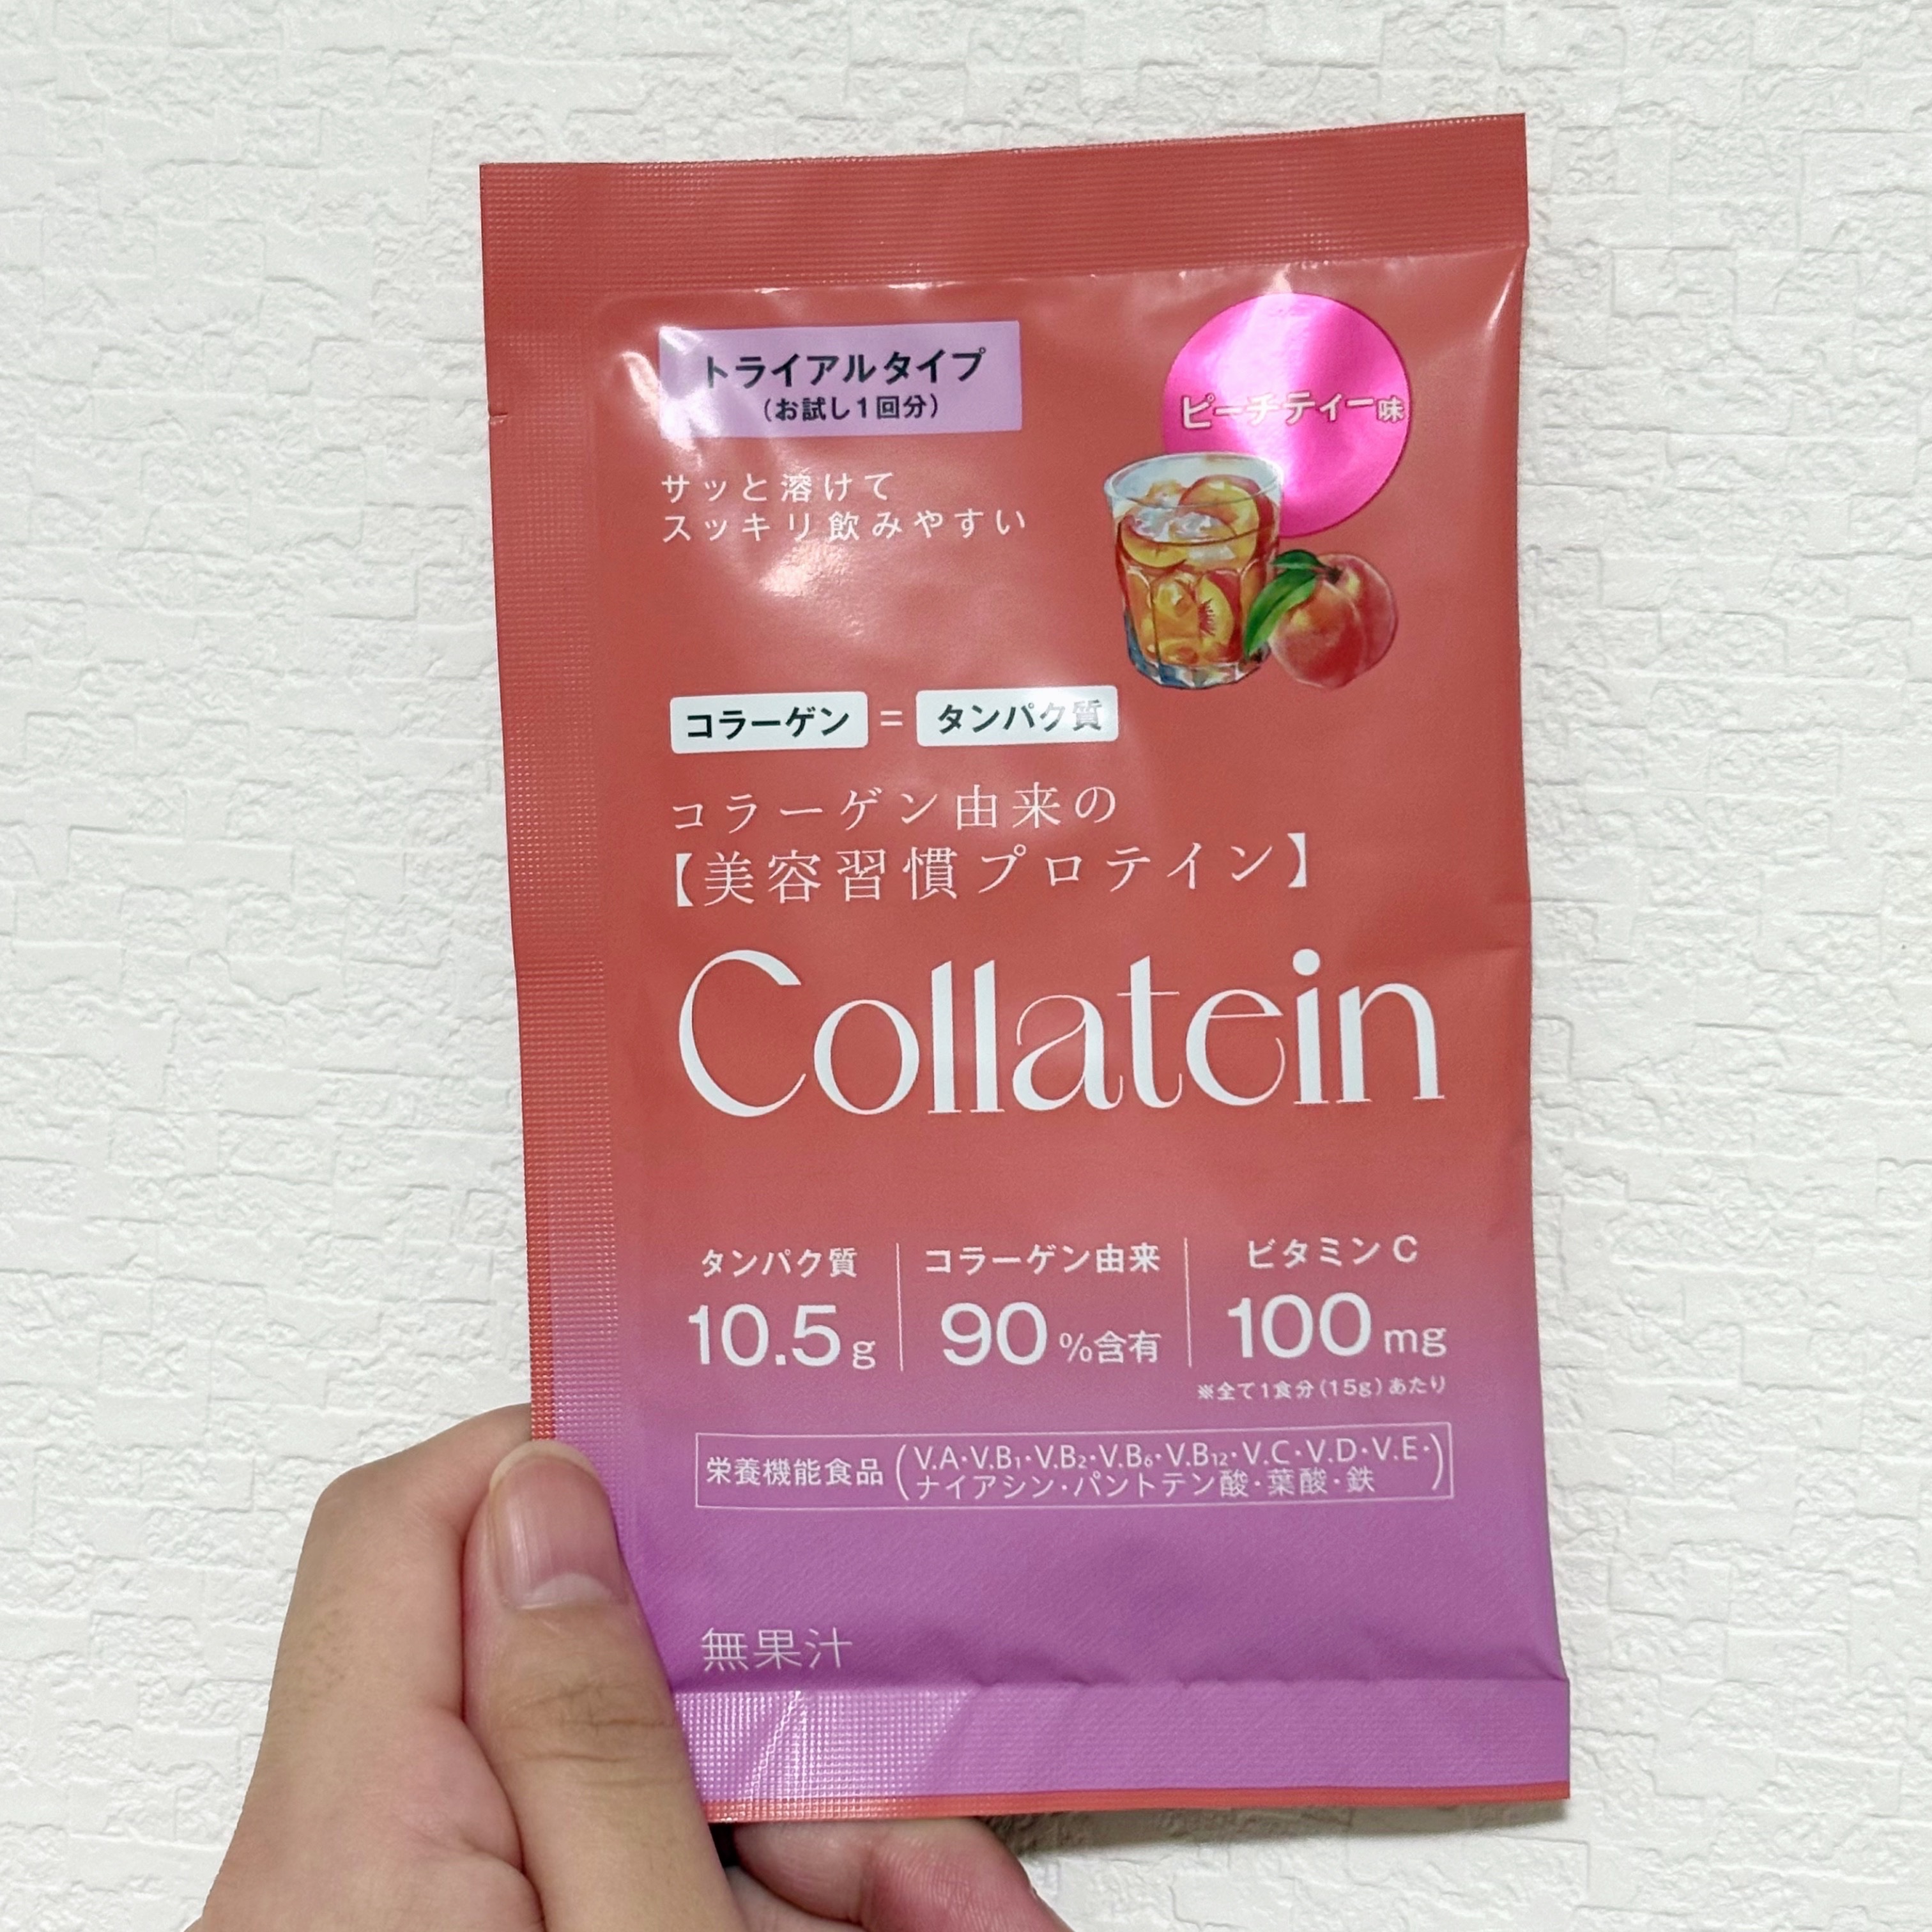 トライアルタイプ
(お試し1回分)
ピーチティー味
サッと溶けて
スッキリ飲みやすい
コラーゲン = タンパク質
コラーゲン由来の
【美容習慣プロテイン】
Collatein
タンパク質
10.5g
コラーゲン由来
90%含有
ビタミンC
100mg
※全て1食分(15g)あたり
栄養機能食品
(V.A・V.B₁・V.B₂・V.B₆・V.B₁₂・V.C・V.D・V.E・
ナイアシン・パントテン酸・葉酸・鉄)
無果汁